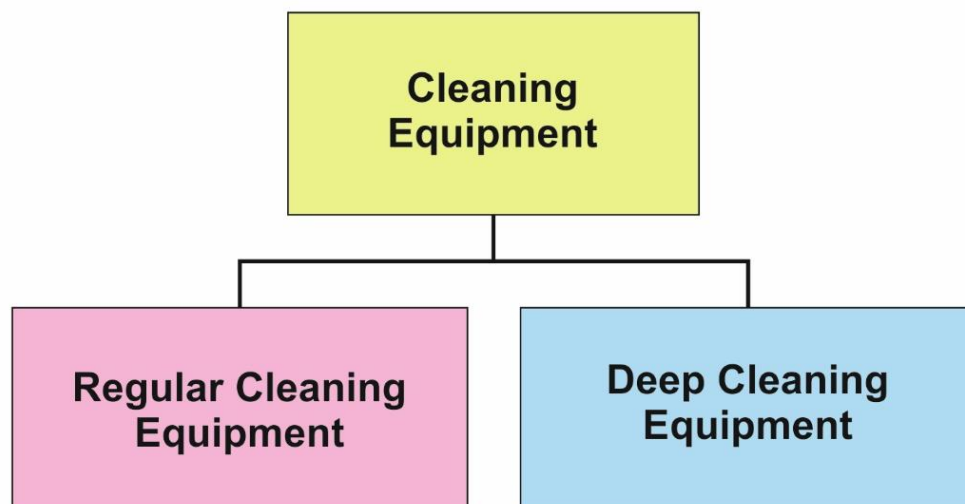 Cleaning
Equipment
Regular Cleaning
Equipment
Deep Cleaning
Equipment